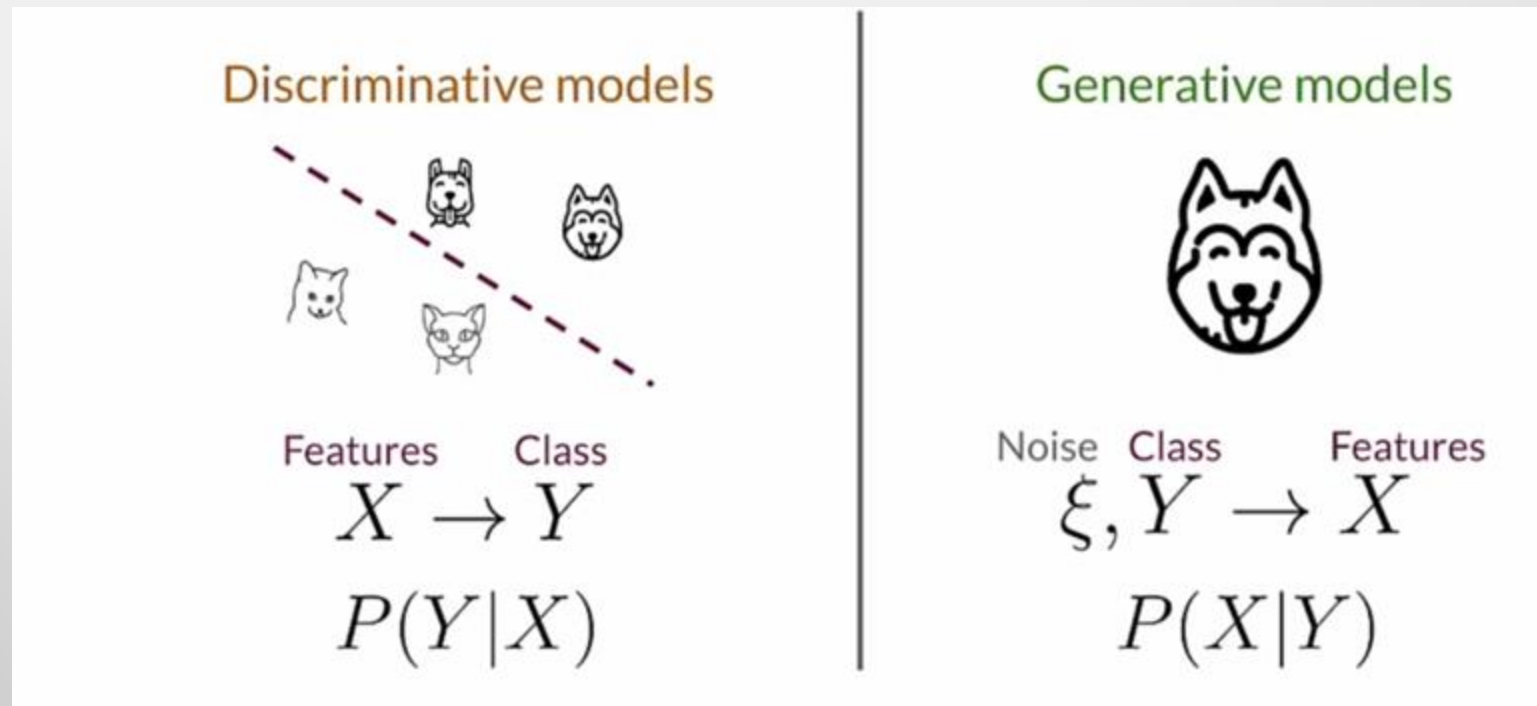 Discriminative models
Features Class
X → Y
P(Y|X)
Generative models
Noise Class Features
ξ, Y → X
P(X|Y)